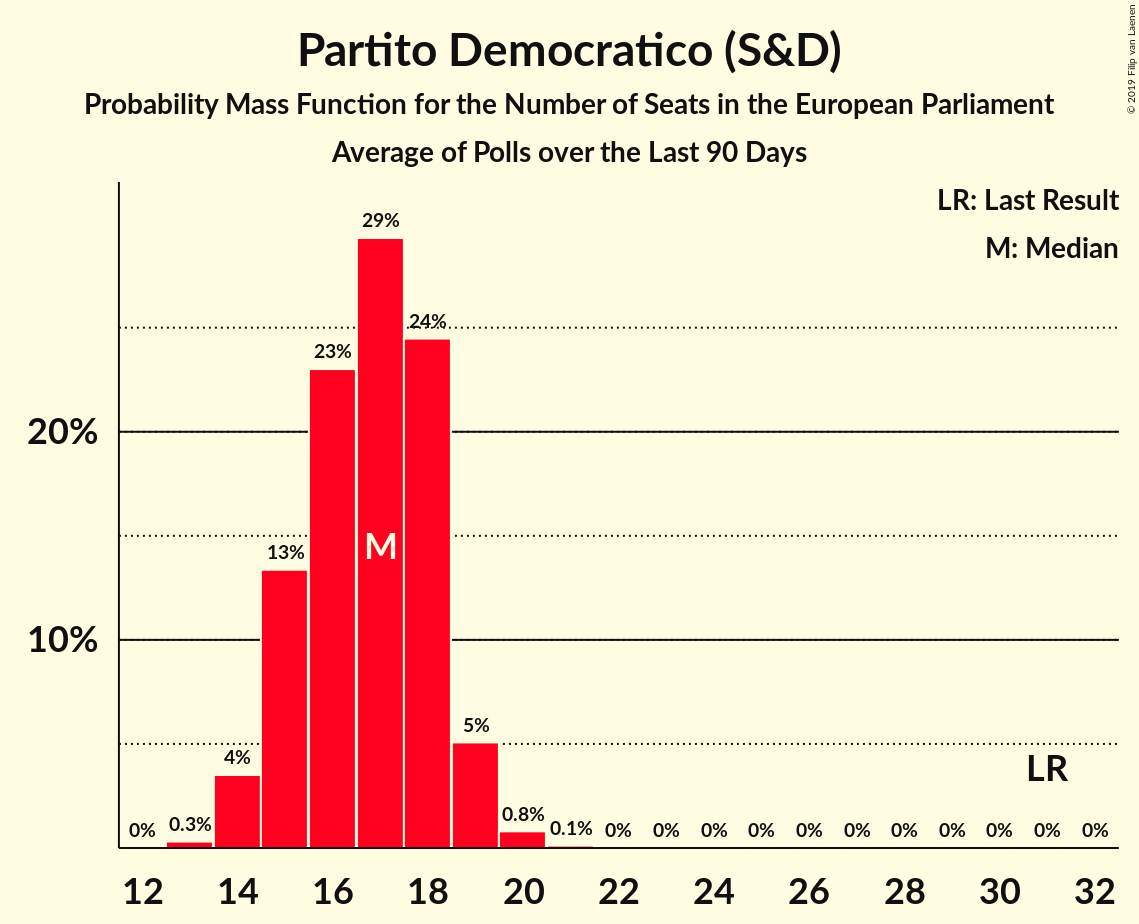 Partito Democratico (S&D)
Probability Mass Function for the Number of Seats in the European Parliament
Average of Polls over the Last 90 Days
© 2019 Filip van Laenen
LR: Last Result
M: Median
29%
24%
23%
20%
M
13%
10%
5%
4%
LR
0% 0.3% 0.8% 0.1% 0% 0% 0% 0% 0% 0% 0% 0% 0% 0% 0%
12 14 16 18 20 22 24 26 28 30 32